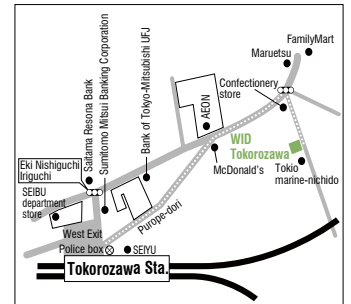 FamilyMart
Maruetsu
Confectionery
store
Saitama Resona Bank
Sumitomo Mitsui Banking Corporation
Bank of Tokyo-Mitsubishi UFJ
AEON
WID
Tokorozawa
Eki Nishiguchi
Iriguchi
McDonald's
Tokio
marine-nichido
SEIBU
department
store
Purope-dori
West Exit
Police box
SEIYU
Tokorozawa Sta.